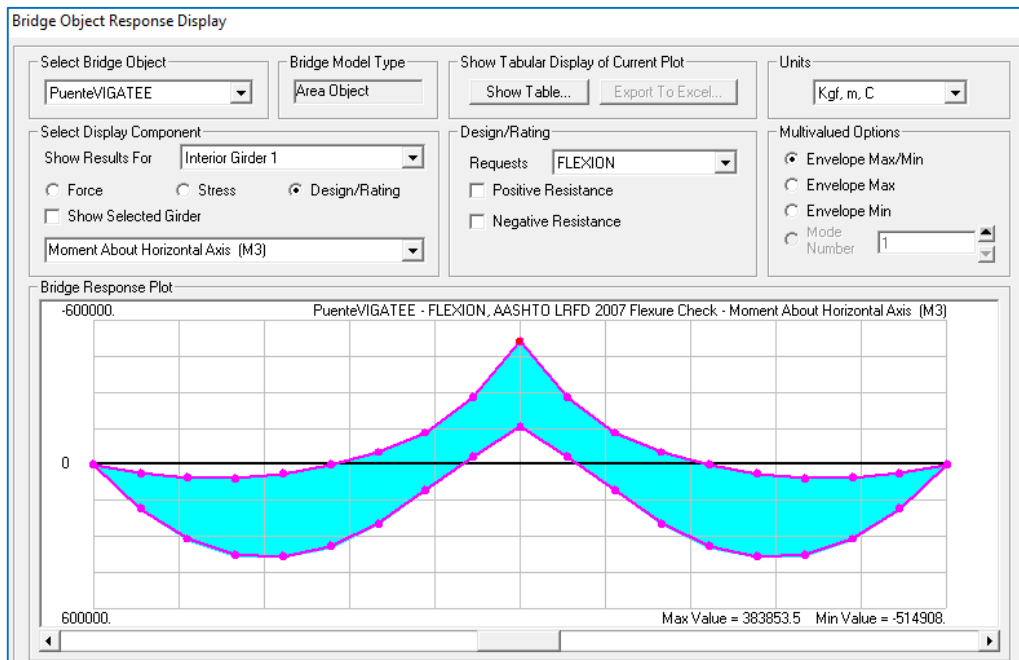 Bridge Object Response Display
Select Bridge Object
PuenteVIGATEE
Bridge Model Type
Area Object
Show Tabular Display of Current Plot
Show Table...
Export To Excel...
Units
Kgf, m, C
Select Display Component
Show Results For
Interior Girder 1
Force
Stress
Design/Rating
Show Selected Girder
Moment About Horizontal Axis (M3)
Design/Rating
Requests
FLEXION
Positive Resistance
Negative Resistance
Multivalued Options
Envelope Max/Min
Envelope Max
Envelope Min
Mode
Number
1
Bridge Response Plot
-600000.
PuenteVIGATEE - FLEXION, AASHTO LRFD 2007 Flexure Check - Moment About Horizontal Axis (M3)
0
600000.
Max Value = 383853.5 Min Value = -514908.